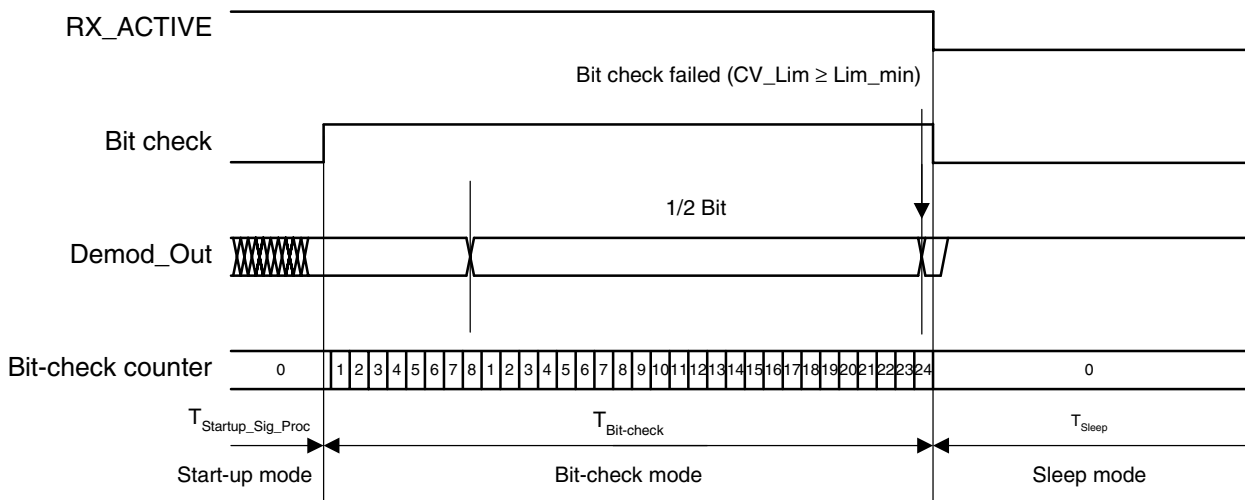 RX_ACTIVE
Bit check failed (CV_Lim ≥ Lim_min)
Bit check
1/2 Bit
Demod_Out
Bit-check counter 0 1 2 3 4 5 6 7 8 1 2 3 4 5 6 7 8 9 10 11 12 13 14 15 16 17 18 19 20 21 22 23 24 0
TStartup_Sig_Proc TBit-check TSleep
Start-up mode Bit-check mode Sleep mode